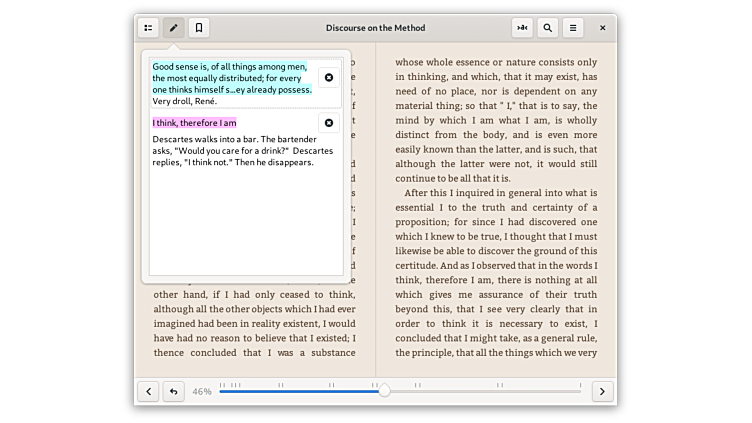 Discourse on the Method
Good sense is, of all things among men,
the most equally distributed; for every
one thinks himself s...ey already possess.
Very droll, René.
I think, therefore I am
Descartes walks into a bar. The bartender
asks, "Would you care for a drink?" Descartes
replies, "I think not." Then he disappears.
other hand, if I had only ceased to think,
although all the other objects which I had ever
imagined had been in reality existent, I would
have had no reason to believe that I existed; I
thence concluded that I was a substance
whose whole essence or nature consists only
in thinking, and which, that it may exist, has
need of no place, nor is dependent on any
material thing; so that " I," that is to say, the
mind by which I am what I am, is wholly
distinct from the body, and is even more
easily known than the latter, and is such, that
although the latter were not, it would still
continue to be all that it is.
After this I inquired in general into what is
essential I to the truth and certainty of a
proposition; for since I had discovered one
which I knew to be true, I thought that I must
likewise be able to discover the ground of this
certitude. And as I observed that in the words I
think, therefore I am, there is nothing at all
which gives me assurance of their truth
beyond this, that I see very clearly that in
order to think it is necessary to exist, I
concluded that I might take, as a general rule,
the principle, that all the things which we very
46%